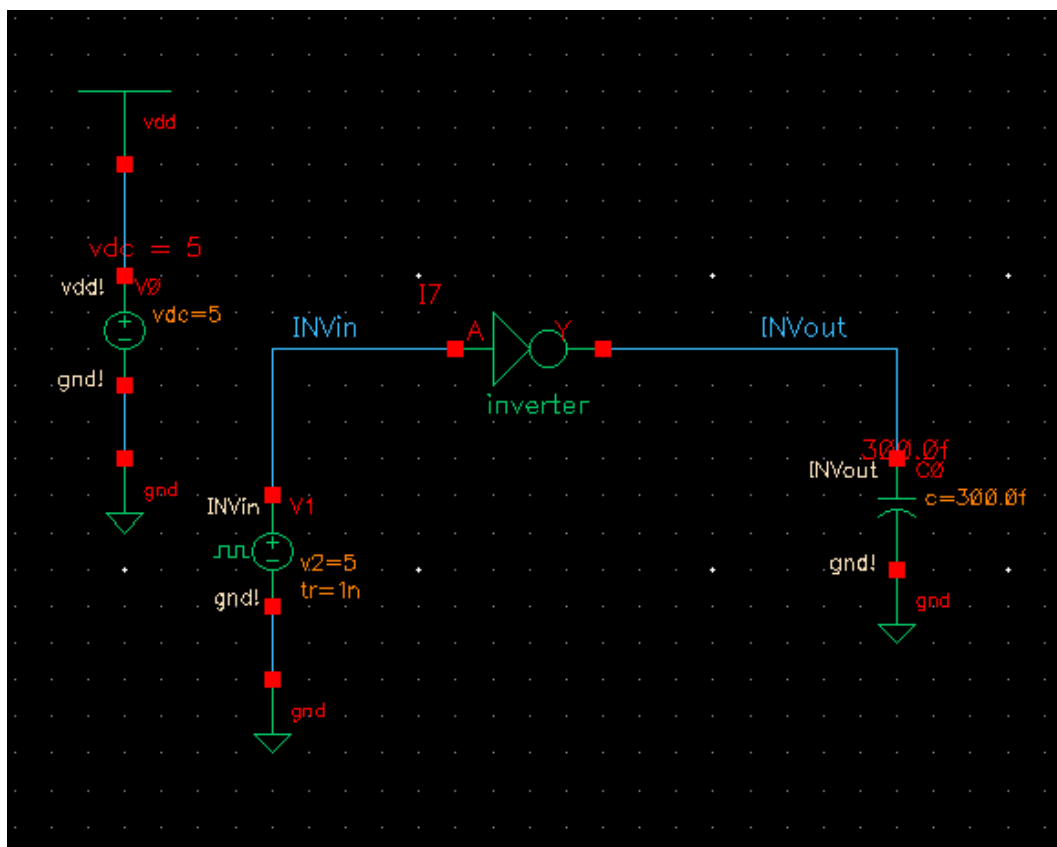 vdd
vdc = 5
vdd!
V0
vdc=5
gnd!
gnd
I7
INVin
A
Y
INVout
inverter
INVin
V1
v2=5
tr=1n
gnd!
gnd
300.0f
INVout
C0
c=300.0f
gnd!
gnd